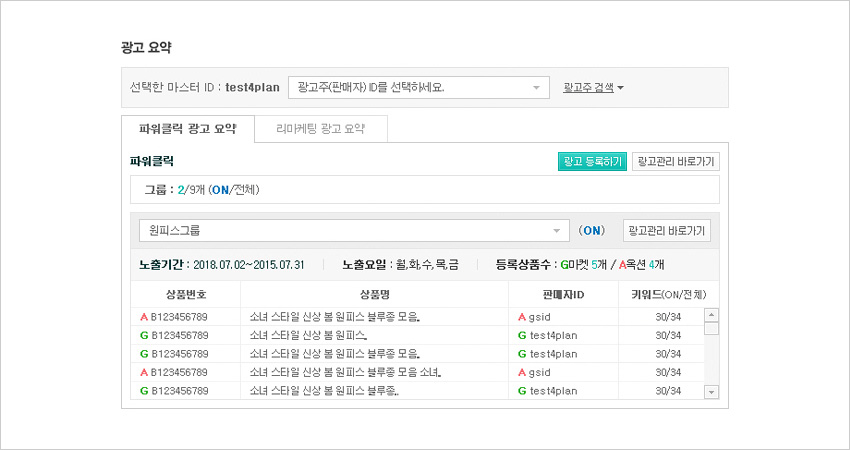 광고 요약
선택한 마스터 ID : test4plan 광고주(판매자) ID를 선택하세요. 광고주 검색
파워클릭 광고 요약 리마케팅 광고 요약
파워클릭 광고 등록하기 광고관리 바로가기
그룹 : 2/9개 (ON/전체)
원피스그룹 (ON) 광고관리 바로가기
노출기간 : 2018.07.02~2015.07.31 노출요일 : 월,화,수,목,금 등록상품수 : G마켓 5개 / A옥션 4개
상품번호 상품명 판매자ID 키워드(ON/전체)
A B123456789 소녀 스타일 신상 봄 원피스 블루종 모음.. A gsid 30/34
G B123456789 소녀 스타일 신상 봄 원피스.. G test4plan 30/34
G B123456789 소녀 스타일 신상 봄 원피스 블루종 모음.. G test4plan 30/34
A B123456789 소녀 스타일 신상 봄 원피스 블루종 모음 소녀.. A gsid 30/34
G B123456789 소녀 스타일 신상 봄 원피스 블루종.. G test4plan 30/34